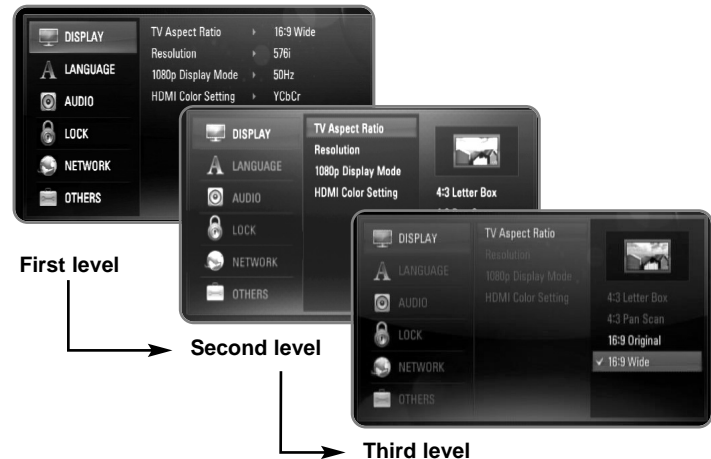 DISPLAY
LANGUAGE
AUDIO
LOCK
NETWORK
OTHERS
TV Aspect Ratio 16:9 Wide
Resolution 576i
1080p Display Mode 50Hz
HDMI Color Setting YCbCr
First level
DISPLAY
LANGUAGE
AUDIO
LOCK
NETWORK
OTHERS
TV Aspect Ratio
Resolution
1080p Display Mode
HDMI Color Setting
4:3 Letter Box
Second level
DISPLAY
LANGUAGE
AUDIO
LOCK
NETWORK
OTHERS
TV Aspect Ratio
Resolution
1080p Display Mode
HDMI Color Setting
4:3 Letter Box
4:3 Pan Scan
16:9 Original
✓ 16:9 Wide
Third level